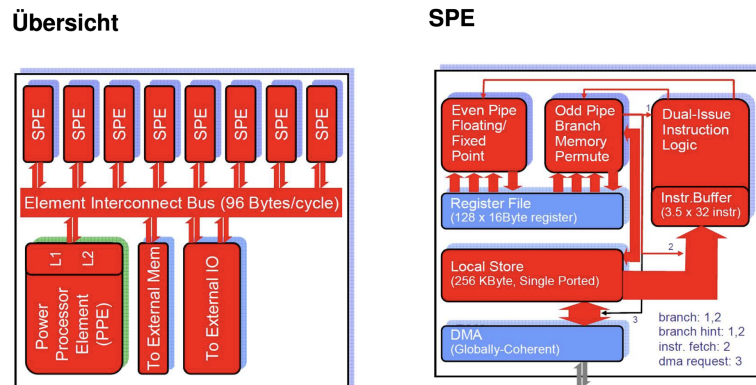 Übersicht
SPE
SPE
SPE
SPE
SPE
SPE
SPE
SPE
Element Interconnect Bus (96 Bytes/cycle)
L1
L2
Power
Processor
Element
(PPE)
To External Mem
To External IO
SPE
Even Pipe
Floating/
Fixed
Point
Odd Pipe
Branch
Memory
Permute
1
Dual-Issue
Instruction
Logic
Register File
(128 x 16Byte register)
Instr.Buffer
(3.5 x 32 instr)
2
Local Store
(256 KByte, Single Ported)
3
DMA
(Globally-Coherent)
branch: 1,2
branch hint: 1,2
instr. fetch: 2
dma request: 3